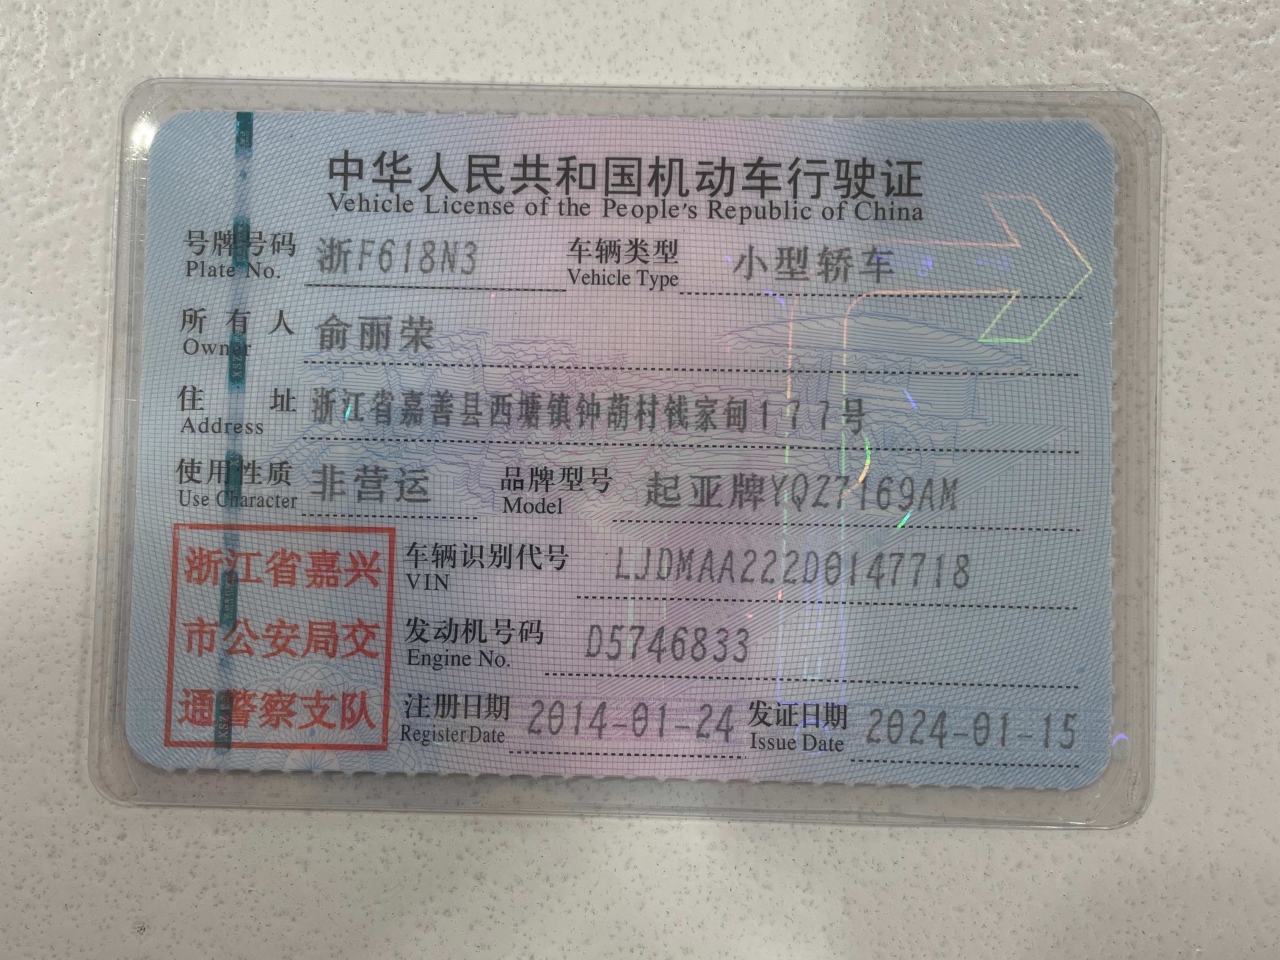 中华人民共和国机动车行驶证
Vehicle License of the People's Republic of China
号牌号码 浙F618N3 车辆类型 小型轿车
Plate No. Vehicle Type
所有人 俞丽荣
Owner
住址 浙江省嘉善县西塘镇钟葫村钱家甸177号
Address
使用性质 非营运 品牌型号 起亚牌YQZ7169AM
Use Character Model
浙江省嘉兴
市公安局交
通警察支队
车辆识别代号 LJDMAA222D0147718
VIN
发动机号码 D5746833
Engine No.
注册日期 2014-01-24 发证日期 2024-01-15
Register Date Issue Date